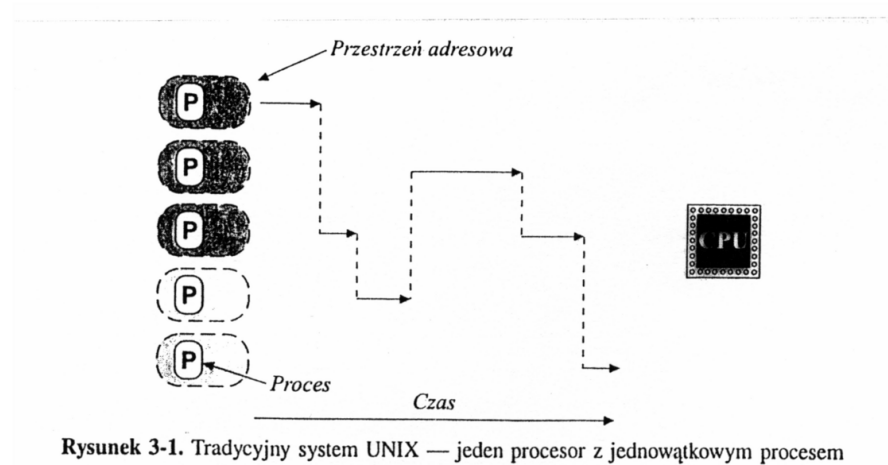 Przestrzeń adresowa
P
P
P
CPU
P
P
Proces
Czas
Rysunek 3-1. Tradycyjny system UNIX — jeden procesor z jednowątkowym procesem